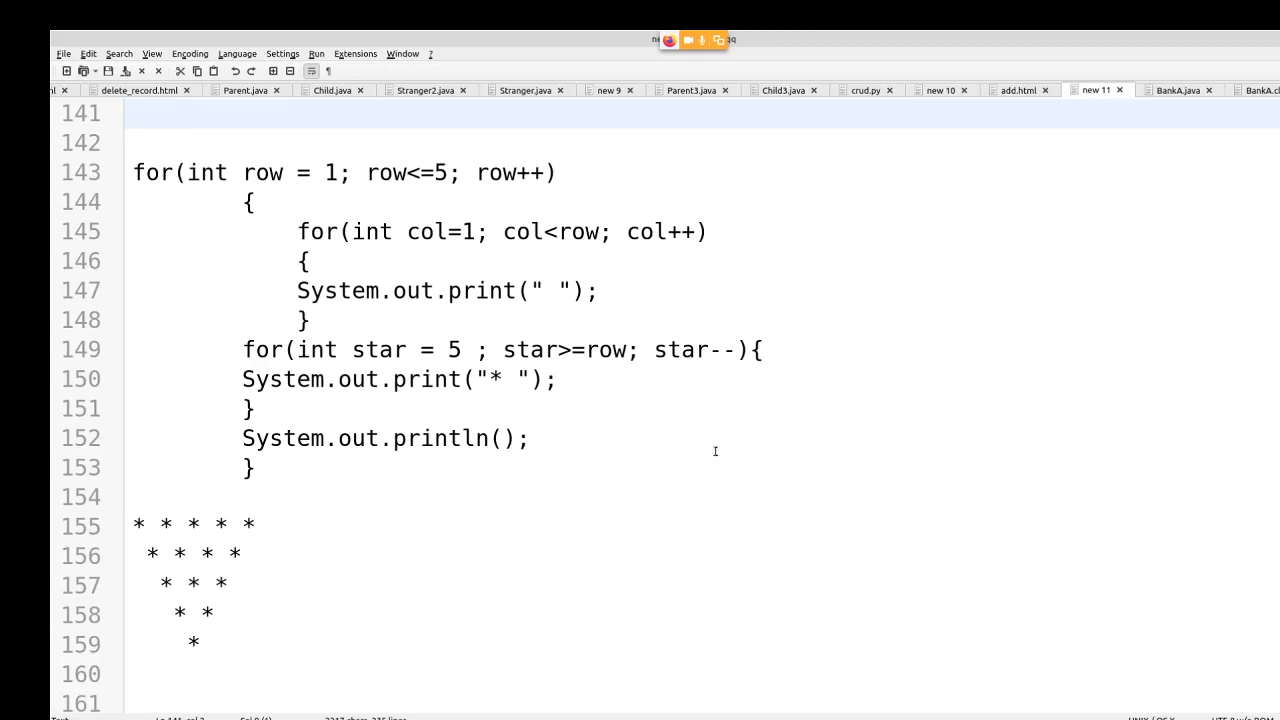 File Edit Search View Encoding Language Settings Run Extensions Window ?
delete_record.html Parent.java Child.java Stranger2.java Stranger.java new 9 Parent3.java Child3.java crud.py new 10 add.html new 11 BankA.java
141
142
143 for(int row = 1; row<=5; row++)
144 {
145 for(int col=1; col<row; col++)
146 {
147 System.out.print(" ");
148 }
149 for(int star = 5 ; star>=row; star--){
150 System.out.print("* ");
151 }
152 System.out.println();
153 }
154
155 * * * * *
156 * * * *
157 * * *
158 * *
159 *
160
161